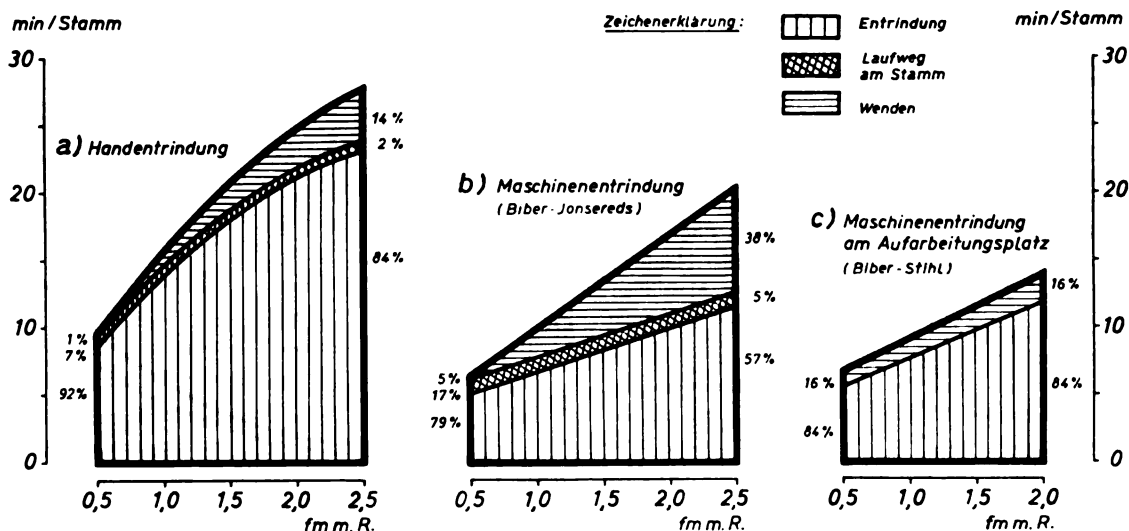 min/Stamm
30
20
10
0
a) Handentrindung
14 %
2 %
84%
1 %
7%
92%
0,5 1,0 1,5 2,0 2,5
fm m. R.
Zeichenerklärung:
Entrindung
Laufweg
am Stamm
Wenden
b) Maschinenentrindung
(Biber-Jonsereds)
38%
5%
57%
5%
17%
79%
0,5 1,0 1,5 2,0 2,5
fm m. R.
c) Maschinenentrindung
am Aufarbeitungsplatz
(Biber-Stihl)
16%
84%
16%
84%
0,5 1,0 1,5 2,0
fm m. R.
min/Stamm
30
20
10
0